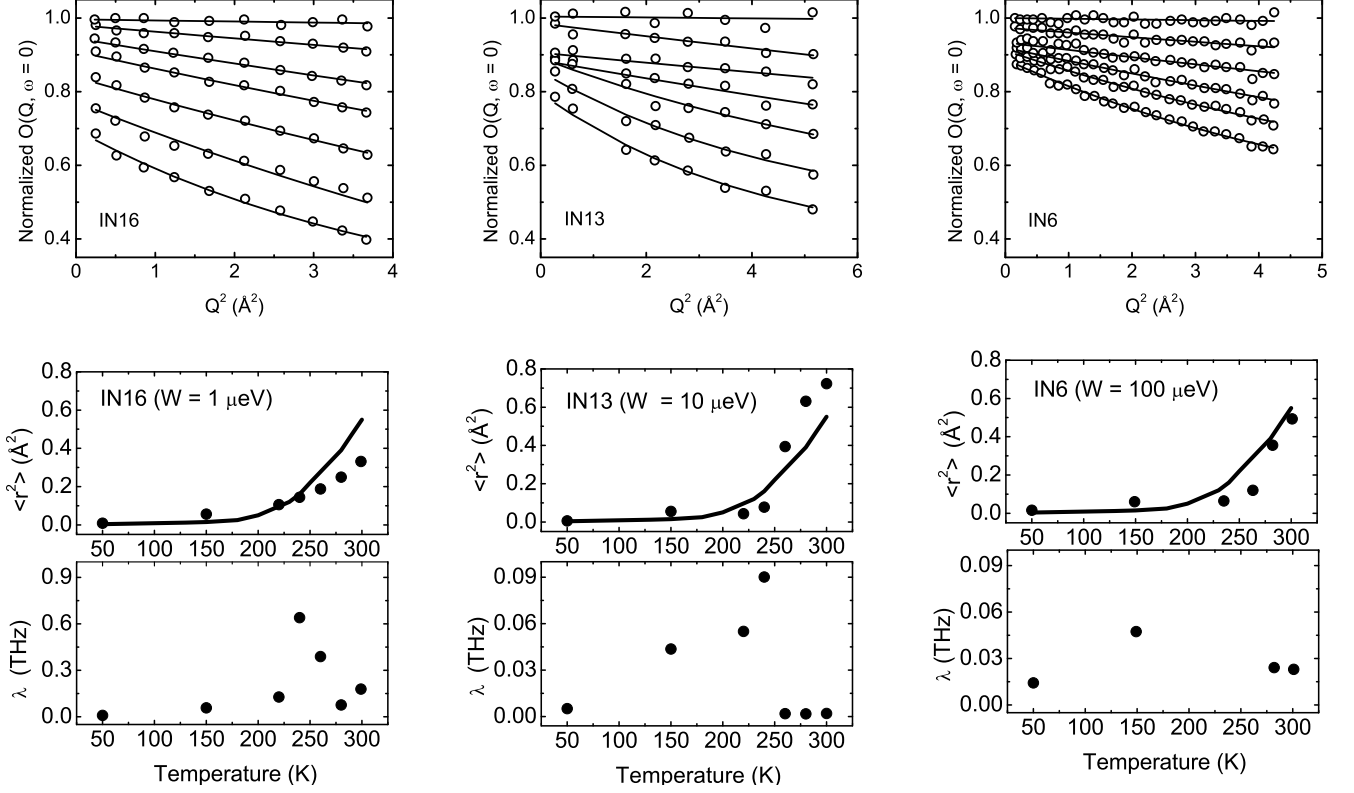 Normalized O(Q, ω = 0)
1.0
0.8
0.6
0.4
IN16
0 1 2 3 4
Q² (Å²)
Normalized O(Q, ω = 0)
1.0
0.8
0.6
0.4
IN13
0 2 4 6
Q² (Å²)
Normalized O(Q, ω = 0)
1.0
0.8
0.6
0.4
IN6
0 1 2 3 4 5
Q² (Å²)
<r²> (Å²)
0.8
0.6
0.4
0.2
0.0
IN16 (W = 1 μeV)
50 100 150 200 250 300
<r²> (Å²)
0.8
0.6
0.4
0.2
0.0
IN13 (W = 10 μeV)
50 100 150 200 250 300
<r²> (Å²)
0.8
0.6
0.4
0.2
0.0
IN6 (W = 100 μeV)
50 100 150 200 250 300
λ (THz)
0.9
0.6
0.3
0.0
50 100 150 200 250 300
Temperature (K)
λ (THz)
0.09
0.06
0.03
0.00
50 100 150 200 250 300
Temperature (K)
λ (THz)
0.09
0.06
0.03
0.00
50 100 150 200 250 300
Temperature (K)